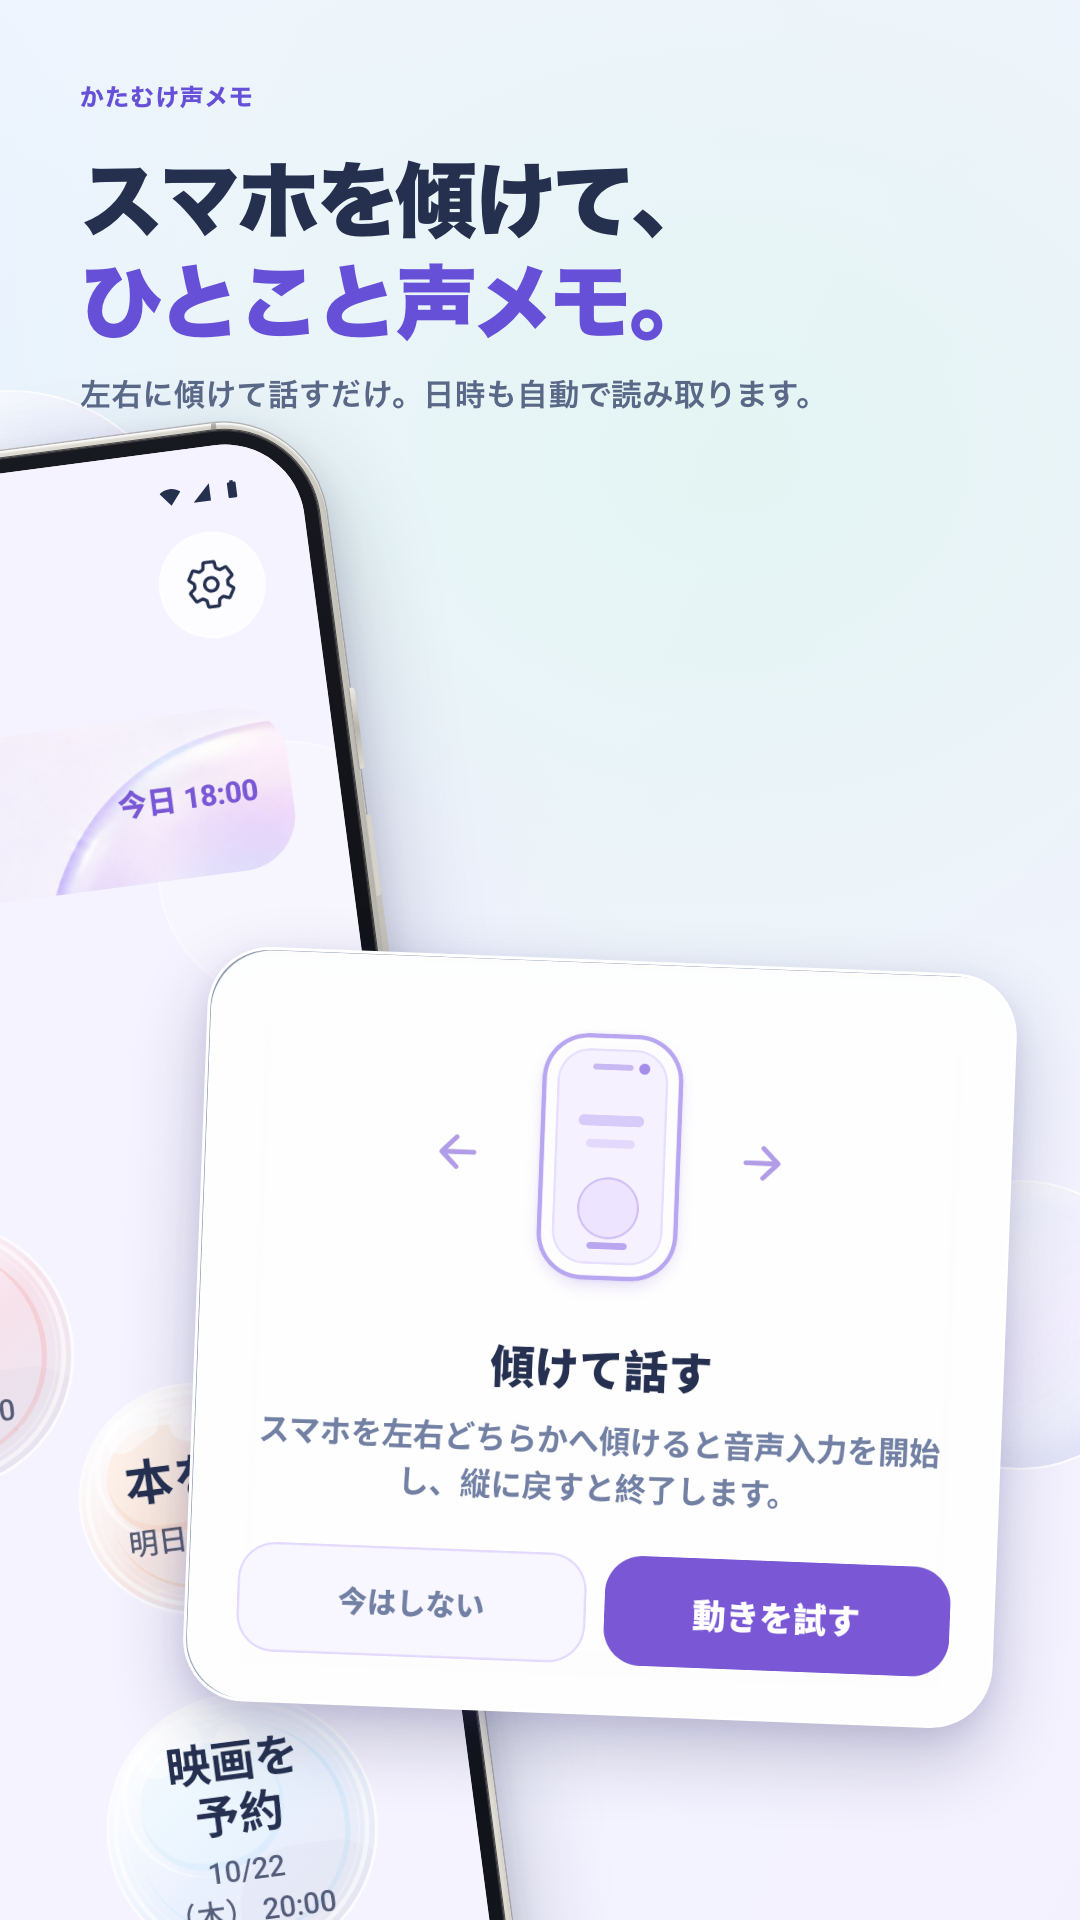 かたむけ声メモ
スマホを傾けて、
ひとこと声メモ。
左右に傾けて話すだけ。日時も自動で読み取ります。
今日 18:00
傾けて話す
スマホを左右どちらかへ傾けると音声入力を開始
し、縦に戻すと終了します。
今はしない
動きを試す
0
本を
明日
映画を
予約
10/22
（木） 20:00